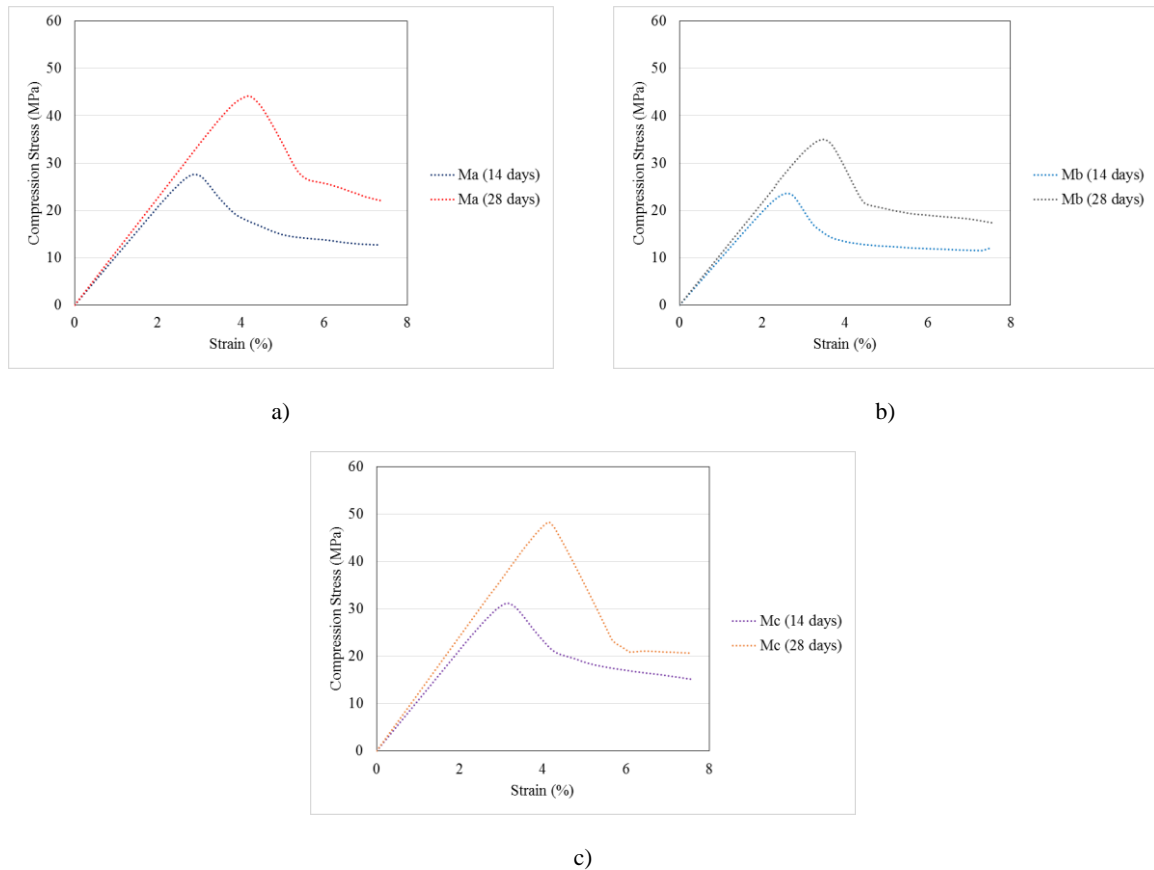 60
50
40
30
20
10
0
0 2 4 6 8
Compression Stress (MPa)
Strain (%)
Ma (14 days)
Ma (28 days)
a)
60
50
40
30
20
10
0
0 2 4 6 8
Compression Stress (MPa)
Strain (%)
Mb (14 days)
Mb (28 days)
b)
60
50
40
30
20
10
0
0 2 4 6 8
Compression Stress (MPa)
Strain (%)
Mc (14 days)
Mc (28 days)
c)